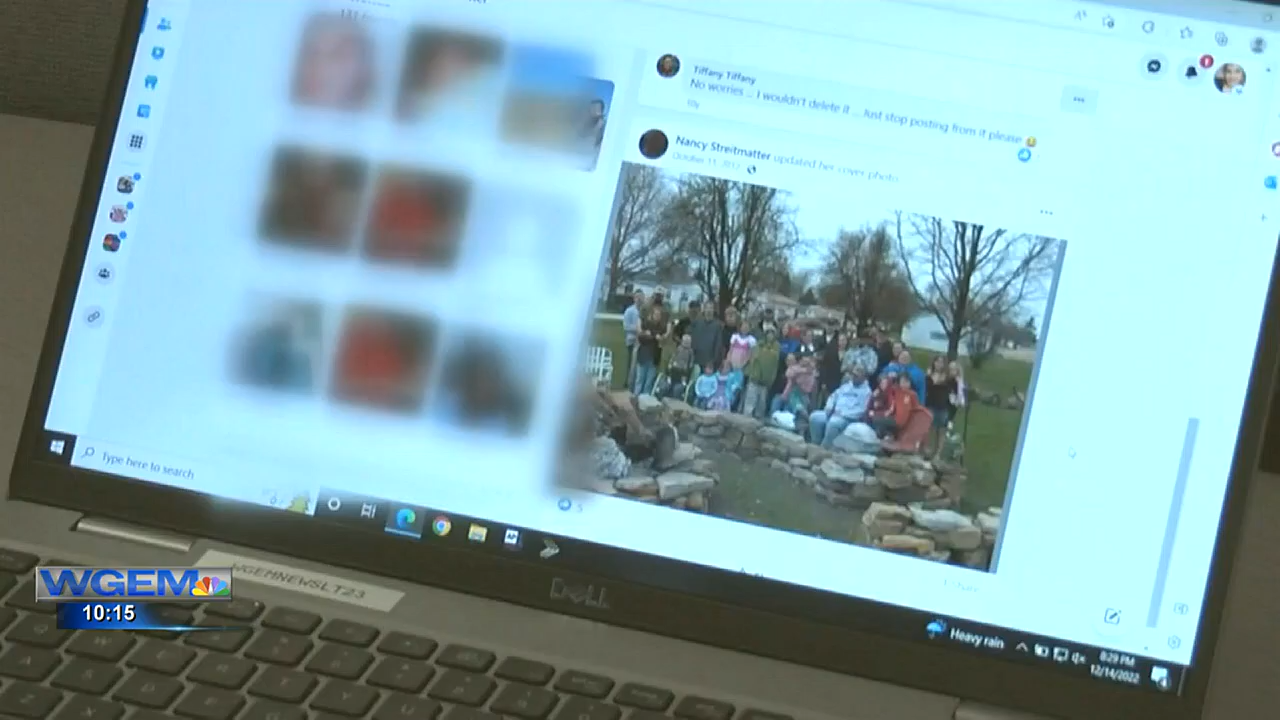 Tiffany Tiffany
No worries .. I wouldn't delete it ... Just stop posting from it please
Nancy Streitmatter updated her cover photo
October 11, 2017
5
Type here to search
WGEMNEWSLT23
WGEM
10:15
DELL
Heavy rain
8:29 PM
12/14/2022